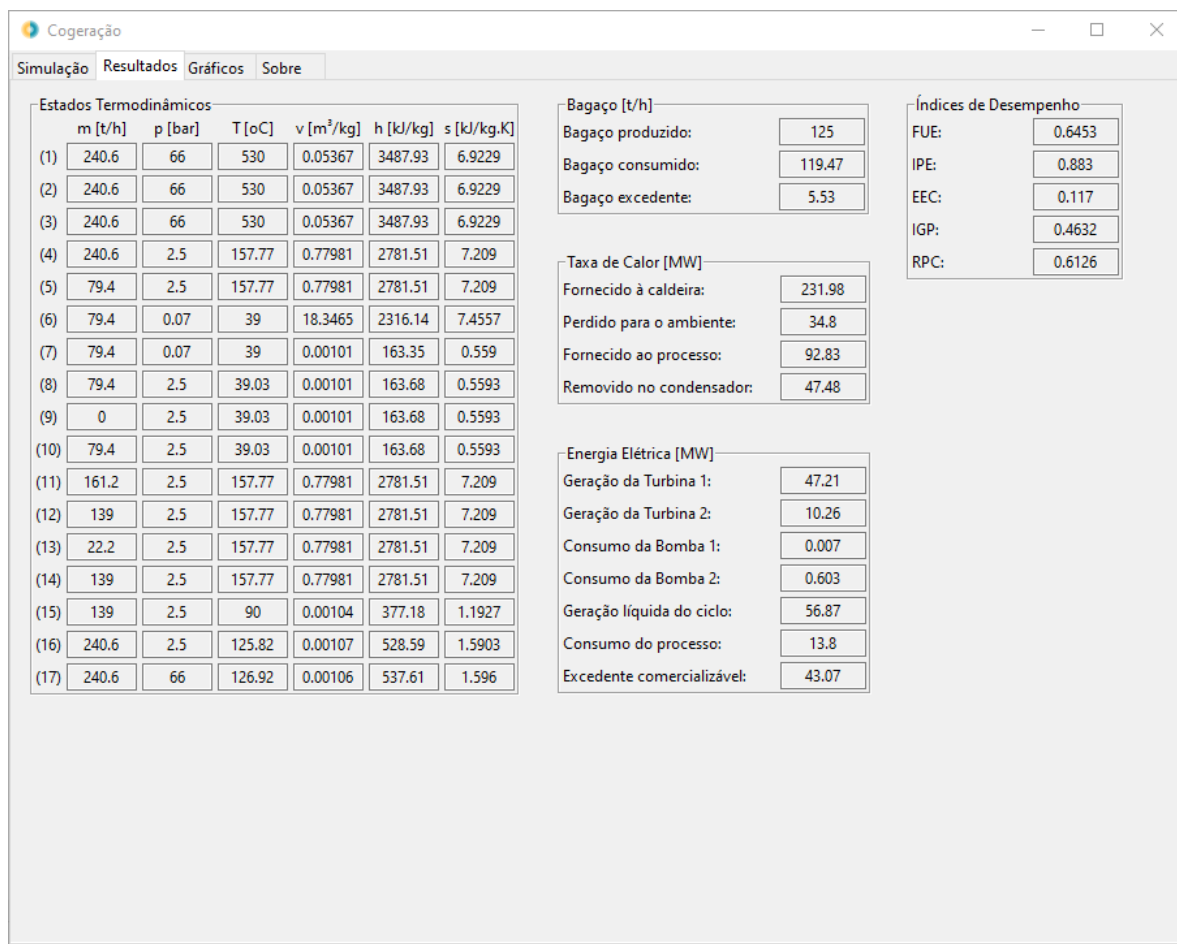 Cogeração
Simulação Resultados Gráficos Sobre
Estados Termodinâmicos
m [t/h] p [bar] T [oC] v [m³/kg] h [kJ/kg] s [kJ/kg.K]
(1) 240.6 66 530 0.05367 3487.93 6.9229
(2) 240.6 66 530 0.05367 3487.93 6.9229
(3) 240.6 66 530 0.05367 3487.93 6.9229
(4) 240.6 2.5 157.77 0.77981 2781.51 7.209
(5) 79.4 2.5 157.77 0.77981 2781.51 7.209
(6) 79.4 0.07 39 18.3465 2316.14 7.4557
(7) 79.4 0.07 39 0.00101 163.35 0.559
(8) 79.4 2.5 39.03 0.00101 163.68 0.5593
(9) 0 2.5 39.03 0.00101 163.68 0.5593
(10) 79.4 2.5 39.03 0.00101 163.68 0.5593
(11) 161.2 2.5 157.77 0.77981 2781.51 7.209
(12) 139 2.5 157.77 0.77981 2781.51 7.209
(13) 22.2 2.5 157.77 0.77981 2781.51 7.209
(14) 139 2.5 157.77 0.77981 2781.51 7.209
(15) 139 2.5 90 0.00104 377.18 1.1927
(16) 240.6 2.5 125.82 0.00107 528.59 1.5903
(17) 240.6 66 126.92 0.00106 537.61 1.596
Bagaço [t/h]
Bagaço produzido: 125
Bagaço consumido: 119.47
Bagaço excedente: 5.53
Taxa de Calor [MW]
Fornecido à caldeira: 231.98
Perdido para o ambiente: 34.8
Fornecido ao processo: 92.83
Removido no condensador: 47.48
Energia Elétrica [MW]
Geração da Turbina 1: 47.21
Geração da Turbina 2: 10.26
Consumo da Bomba 1: 0.007
Consumo da Bomba 2: 0.603
Geração líquida do ciclo: 56.87
Consumo do processo: 13.8
Excedente comercializável: 43.07
Índices de Desempenho
FUE: 0.6453
IPE: 0.883
EEC: 0.117
IGP: 0.4632
RPC: 0.6126